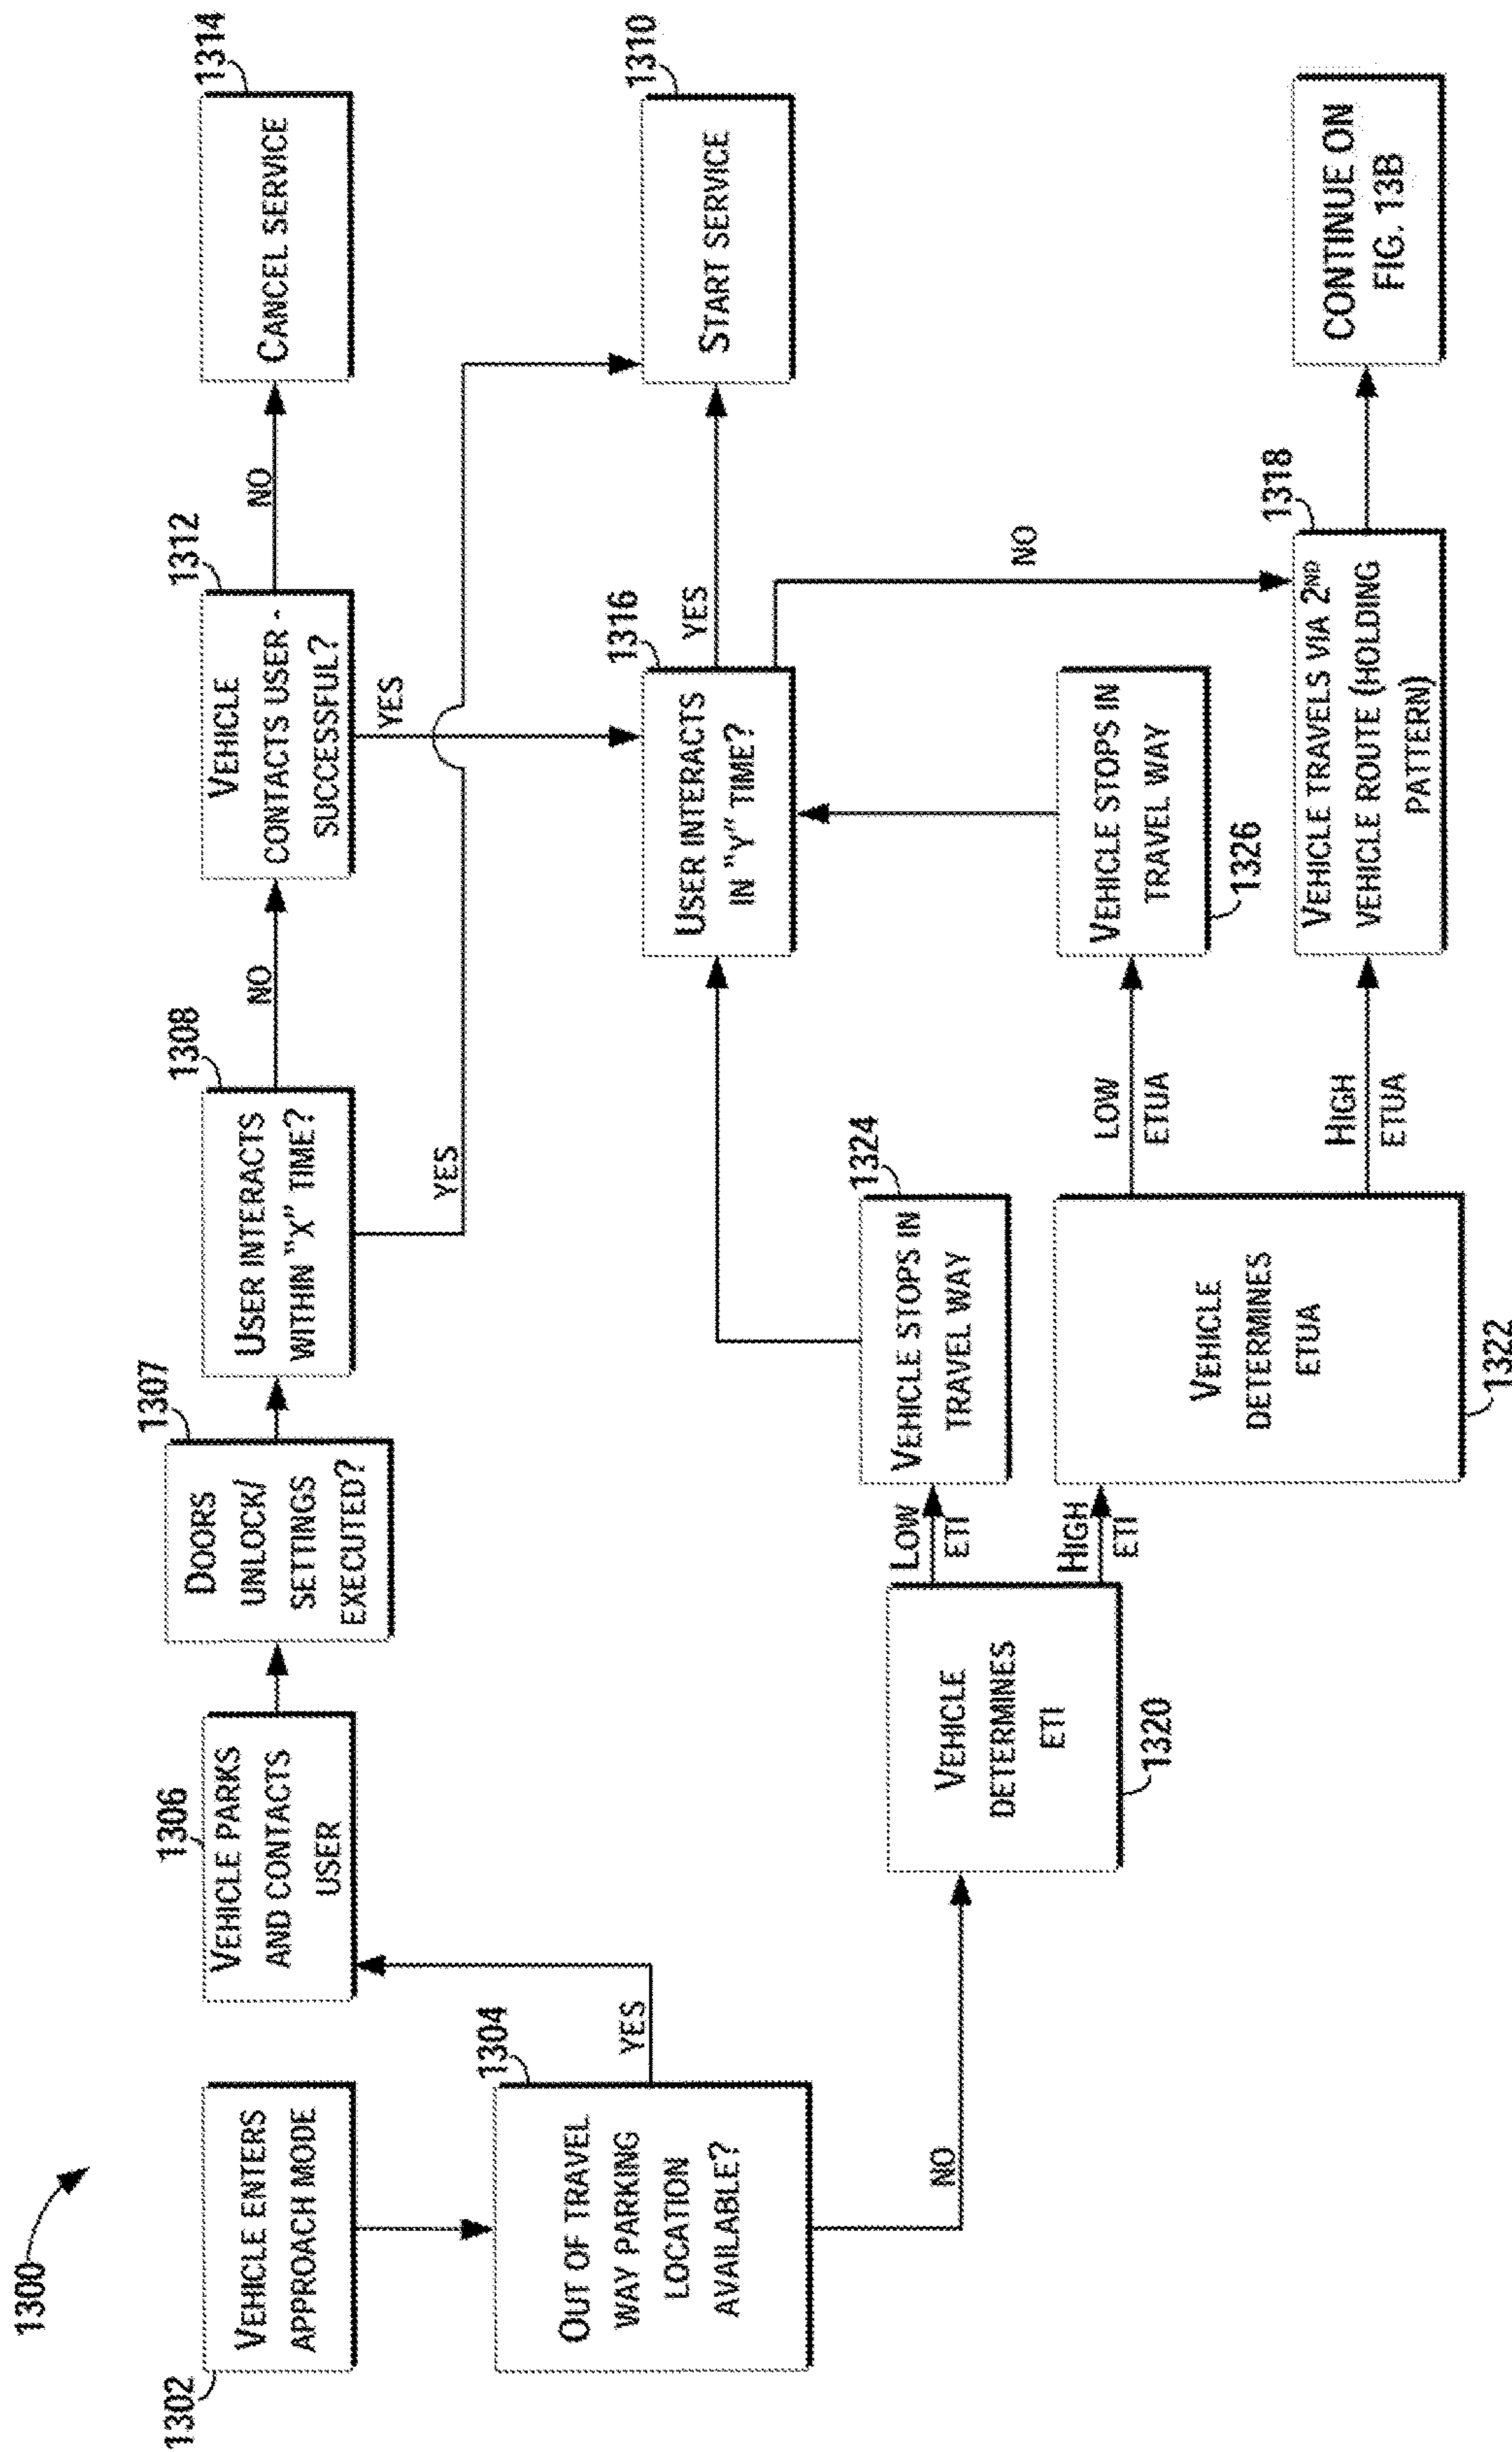 1300
1302
VEHICLE ENTERS
APPROACH MODE
1304
OUT OF TRAVEL
WAY PARKING
LOCATION
AVAILABLE?
YES
NO
1306
VEHICLE PARKS
AND CONTACTS
USER
1307
DOORS
UNLOCK/
SETTINGS
EXECUTED?
1308
USER INTERACTS
WITHIN "X" TIME?
NO
YES
1312
VEHICLE
CONTACTS USER -
SUCCESSFUL?
NO
YES
1314
CANCEL SERVICE
1310
START SERVICE
1316
USER INTERACTS
IN "Y" TIME?
YES
NO
1320
VEHICLE
DETERMINES
ETI
LOW
ETI
HIGH
ETI
1324
VEHICLE STOPS IN
TRAVEL WAY
1322
VEHICLE
DETERMINES
ETUA
LOW
ETUA
HIGH
ETUA
1326
VEHICLE STOPS IN
TRAVEL WAY
1318
VEHICLE TRAVELS VIA 2ND
VEHICLE ROUTE (HOLDING
PATTERN)
CONTINUE ON
FIG. 13B